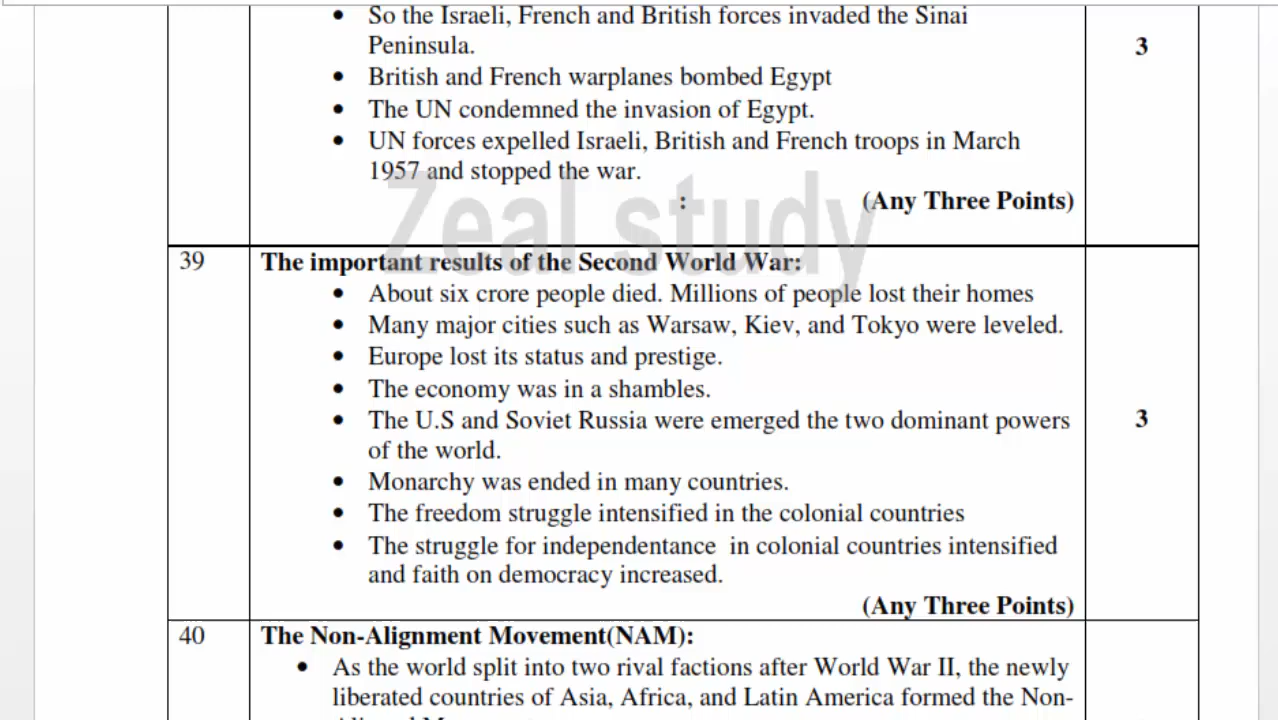 • So the Israeli, French and British forces invaded the Sinai
Peninsula.
3
• British and French warplanes bombed Egypt
• The UN condemned the invasion of Egypt.
• UN forces expelled Israeli, British and French troops in March
1957 and stopped the war.
: (Any Three Points)
Zeal study
39 The important results of the Second World War:
• About six crore people died. Millions of people lost their homes
• Many major cities such as Warsaw, Kiev, and Tokyo were leveled.
• Europe lost its status and prestige.
• The economy was in a shambles.
• The U.S and Soviet Russia were emerged the two dominant powers
of the world.
3
• Monarchy was ended in many countries.
• The freedom struggle intensified in the colonial countries
• The struggle for independentance in colonial countries intensified
and faith on democracy increased.
(Any Three Points)
40 The Non-Alignment Movement(NAM):
• As the world split into two rival factions after World War II, the newly
liberated countries of Asia, Africa, and Latin America formed the Non-